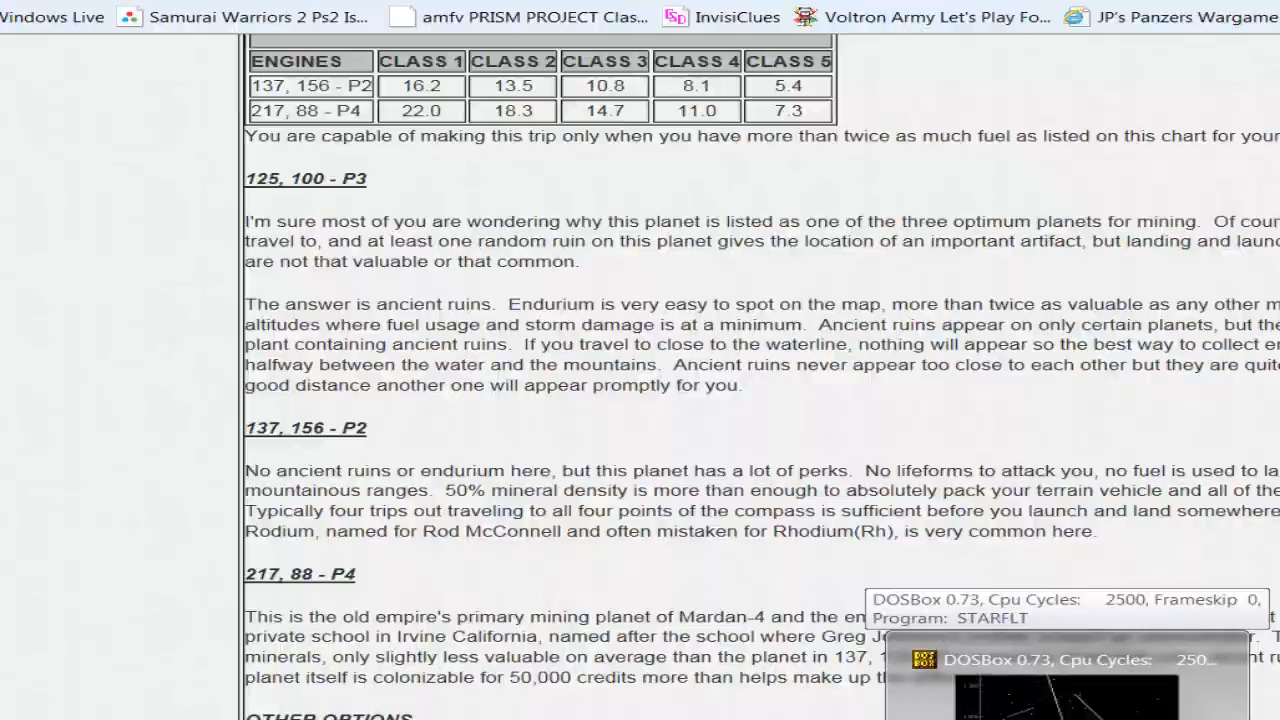 Windows Live Samurai Warriors 2 Ps2 Is... amfv PRISM PROJECT Clas... InvisiClues Voltron Army Let's Play Fo... JP's Panzers Wargame
ENGINES CLASS 1 CLASS 2 CLASS 3 CLASS 4 CLASS 5
137, 156 - P2 16.2 13.5 10.8 8.1 5.4
217, 88 - P4 22.0 18.3 14.7 11.0 7.3
You are capable of making this trip only when you have more than twice as much fuel as listed on this chart for your
125, 100 - P3
I'm sure most of you are wondering why this planet is listed as one of the three optimum planets for mining. Of cour
travel to, and at least one random ruin on this planet gives the location of an important artifact, but landing and laun
are not that valuable or that common.
The answer is ancient ruins. Endurium is very easy to spot on the map, more than twice as valuable as any other m
altitudes where fuel usage and storm damage is at a minimum. Ancient ruins appear on only certain planets, but the
plant containing ancient ruins. If you travel to close to the waterline, nothing will appear so the best way to collect e
halfway between the water and the mountains. Ancient ruins never appear too close to each other but they are quit
good distance another one will appear promptly for you.
137, 156 - P2
No ancient ruins or endurium here, but this planet has a lot of perks. No lifeforms to attack you, no fuel is used to la
mountainous ranges. 50% mineral density is more than enough to absolutely pack your terrain vehicle and all of the
Typically four trips out traveling to all four points of the compass is sufficient before you launch and land somewhere
Rodium, named for Rod McConnell and often mistaken for Rhodium(Rh), is very common here.
217, 88 - P4
This is the old empire's primary mining planet of Mardan-4 and the en
private school in Irvine California, named after the school where Greg J
minerals, only slightly less valuable on average than the planet in 137, 1
planet itself is colonizable for 50,000 credits more than helps make up
OTHER OPTIONS
DOSBox 0.73, Cpu Cycles: 2500, Frameskip 0,
Program: STARFLT
DOSBox 0.73, Cpu Cycles: 250...